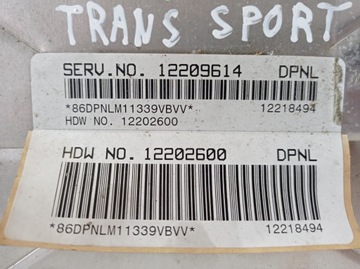 TRANS SPORT
SERV.NO. 12209614 DPNL
*86DPNLM11339VBVV* 12218494
HDW NO. 12202600
HDW NO. 12202600 DPNL
*86DPNLM11339VBVV* 12218494